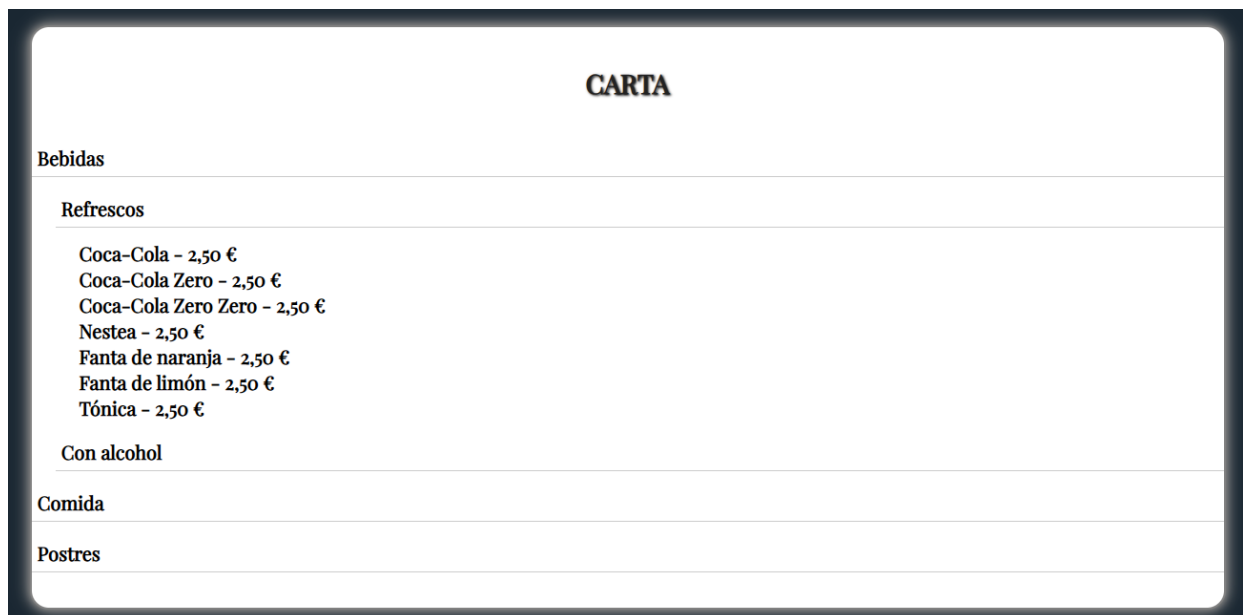 CARTA
Bebidas
Refrescos
Coca-Cola - 2,50 €
Coca-Cola Zero - 2,50 €
Coca-Cola Zero Zero - 2,50 €
Nestea - 2,50 €
Fanta de naranja - 2,50 €
Fanta de limón - 2,50 €
Tónica - 2,50 €
Con alcohol
Comida
Postres